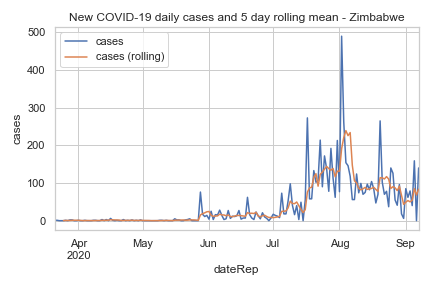 New COVID-19 daily cases and 5 day rolling mean - Zimbabwe
cases
cases (rolling)
500
400
300
200
100
0
cases
Apr
2020
May
Jun
Jul
Aug
Sep
dateRep